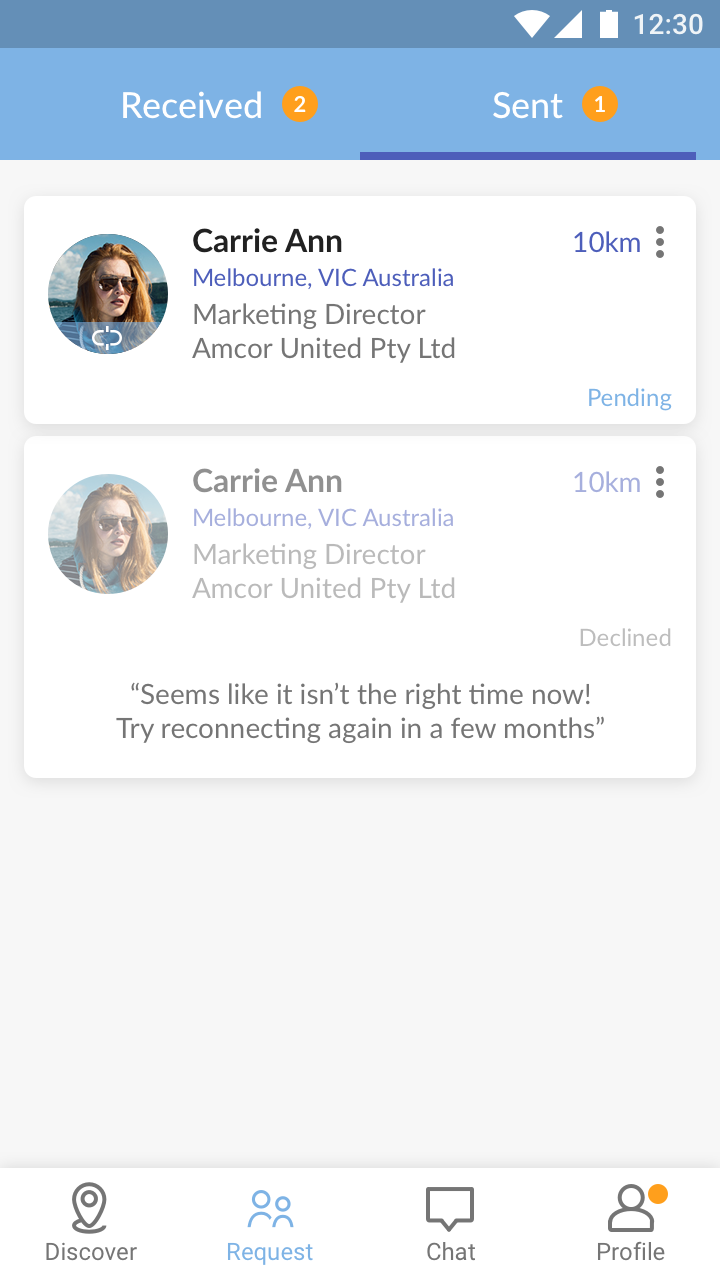 12:30
Received 2 Sent 1
Carrie Ann 10km
Melbourne, VIC Australia
Marketing Director
Amcor United Pty Ltd
Pending
Carrie Ann 10km
Melbourne, VIC Australia
Marketing Director
Amcor United Pty Ltd
Declined
“Seems like it isn’t the right time now!
Try reconnecting again in a few months”
Discover Request Chat Profile